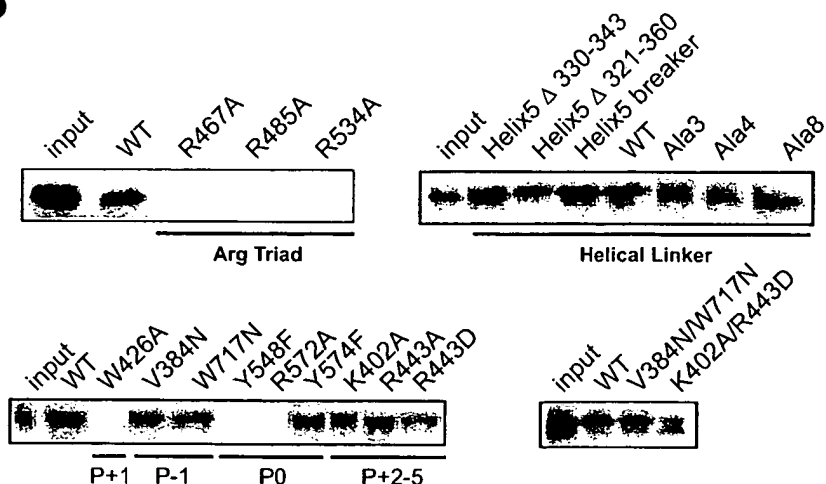 input WT R467A R485A R534A
Arg Triad
input Helix5 Δ 330-343 Helix5 Δ 321-360 Helix5 breaker WT Ala3 Ala4 Ala8
Helical Linker
input WT W426A V384N W717N Y548F R572A Y574F K402A R443A R443D
P+1 P-1 P0 P+2-5
input WT V384N/W717N K402A/R443D